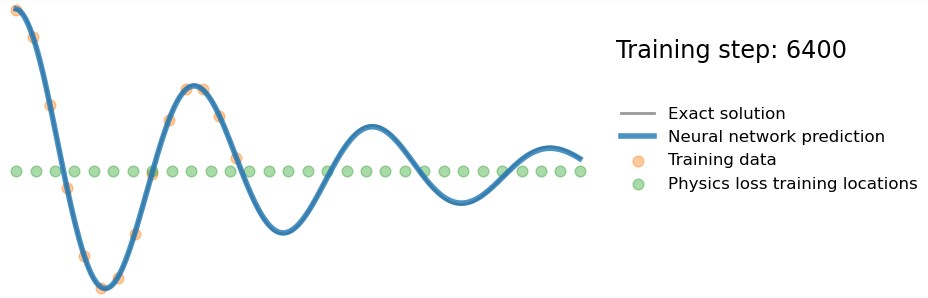 Training step: 6400
Exact solution
Neural network prediction
Training data
Physics loss training locations